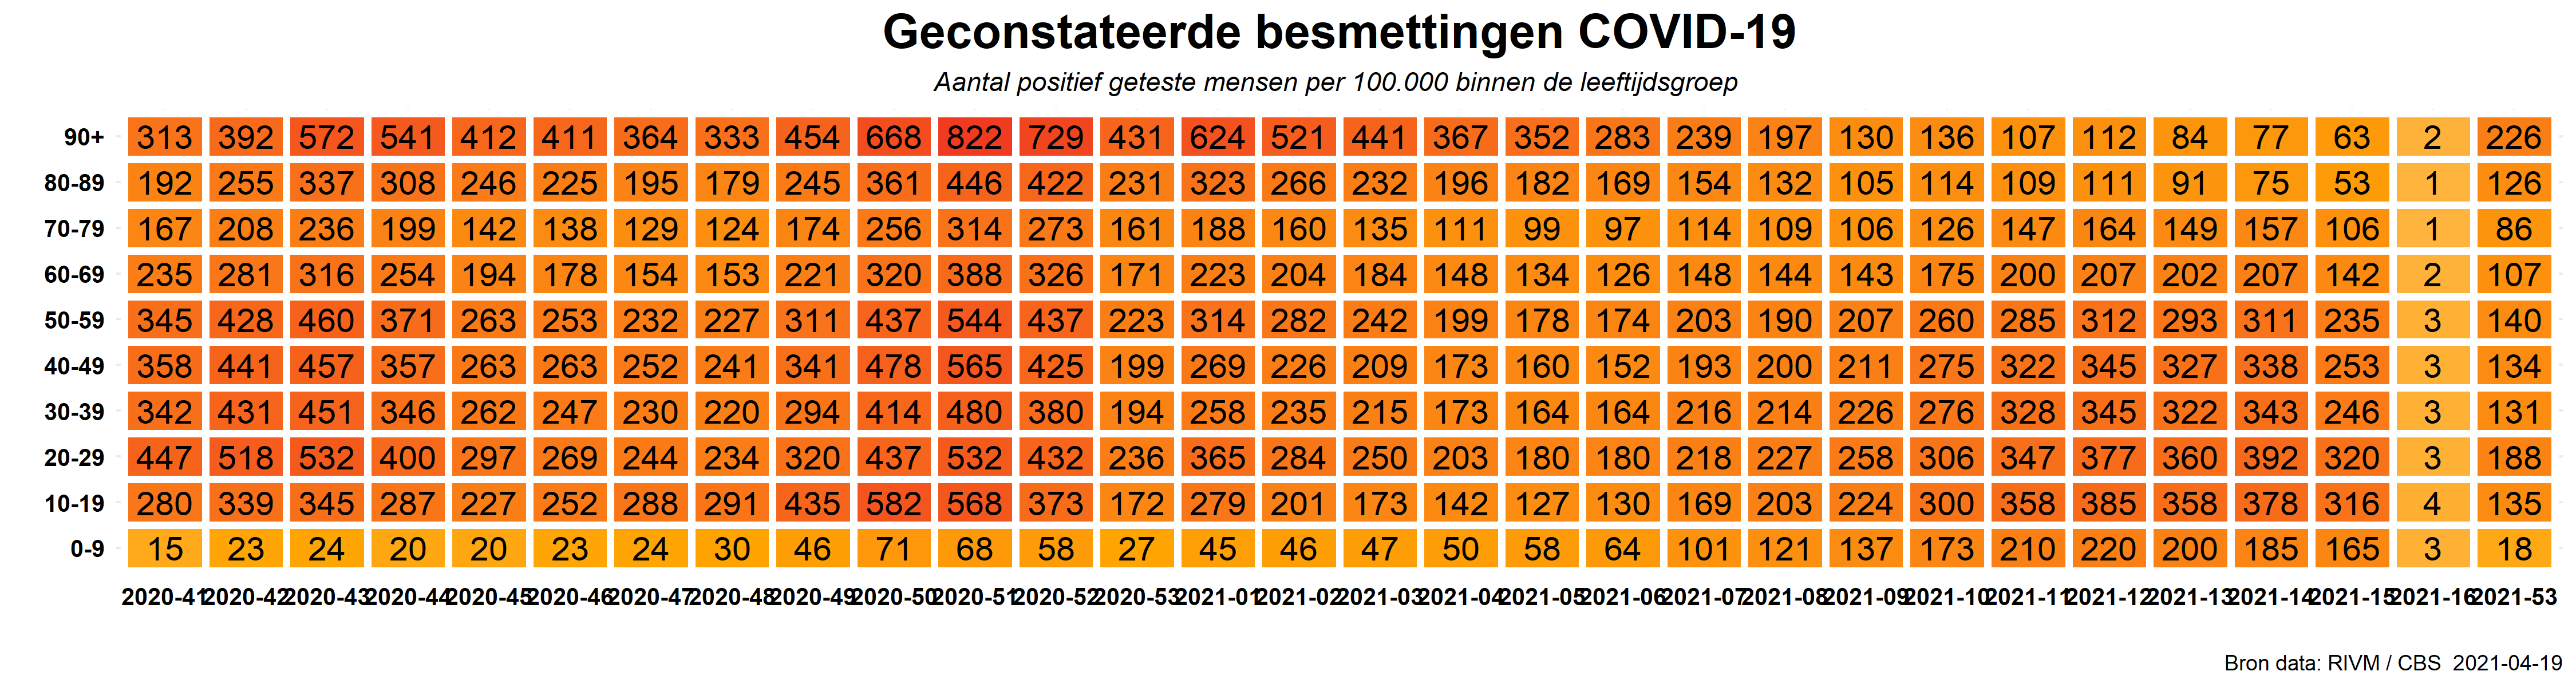 Geconstateerde besmettingen COVID-19
Aantal positief geteste mensen per 100.000 binnen de leeftijdsgroep
90+ 313 392 572 541 412 411 364 333 454 668 822 729 431 624 521 441 367 352 283 239 197 130 136 107 112 84 77 63 2 226
80-89 192 255 337 308 246 225 195 179 245 361 446 422 231 323 266 232 196 182 169 154 132 105 114 109 111 91 75 53 1 126
70-79 167 208 236 199 142 138 129 124 174 256 314 273 161 188 160 135 111 99 97 114 109 106 126 147 164 149 157 106 1 86
60-69 235 281 316 254 194 178 154 153 221 320 388 326 171 223 204 184 148 134 126 148 144 143 175 200 207 202 207 142 2 107
50-59 345 428 460 371 263 253 232 227 311 437 544 437 223 314 282 242 199 178 174 203 190 207 260 285 312 293 311 235 3 140
40-49 358 441 457 357 263 263 252 241 341 478 565 425 199 269 226 209 173 160 152 193 200 211 275 322 345 327 338 253 3 134
30-39 342 431 451 346 262 247 230 220 294 414 480 380 194 258 235 215 173 164 164 216 214 226 276 328 345 322 343 246 3 131
20-29 447 518 532 400 297 269 244 234 320 437 532 432 236 365 284 250 203 180 180 218 227 258 306 347 377 360 392 320 3 188
10-19 280 339 345 287 227 252 288 291 435 582 568 373 172 279 201 173 142 127 130 169 203 224 300 358 385 358 378 316 4 135
0-9 15 23 24 20 20 23 24 30 46 71 68 58 27 45 46 47 50 58 64 101 121 137 173 210 220 200 185 165 3 18
2020-41 2020-42 2020-43 2020-44 2020-45 2020-46 2020-47 2020-48 2020-49 2020-50 2020-51 2020-52 2020-53 2021-01 2021-02 2021-03 2021-04 2021-05 2021-06 2021-07 2021-08 2021-09 2021-10 2021-11 2021-12 2021-13 2021-14 2021-15 2021-16 2021-53
Bron data: RIVM / CBS 2021-04-19